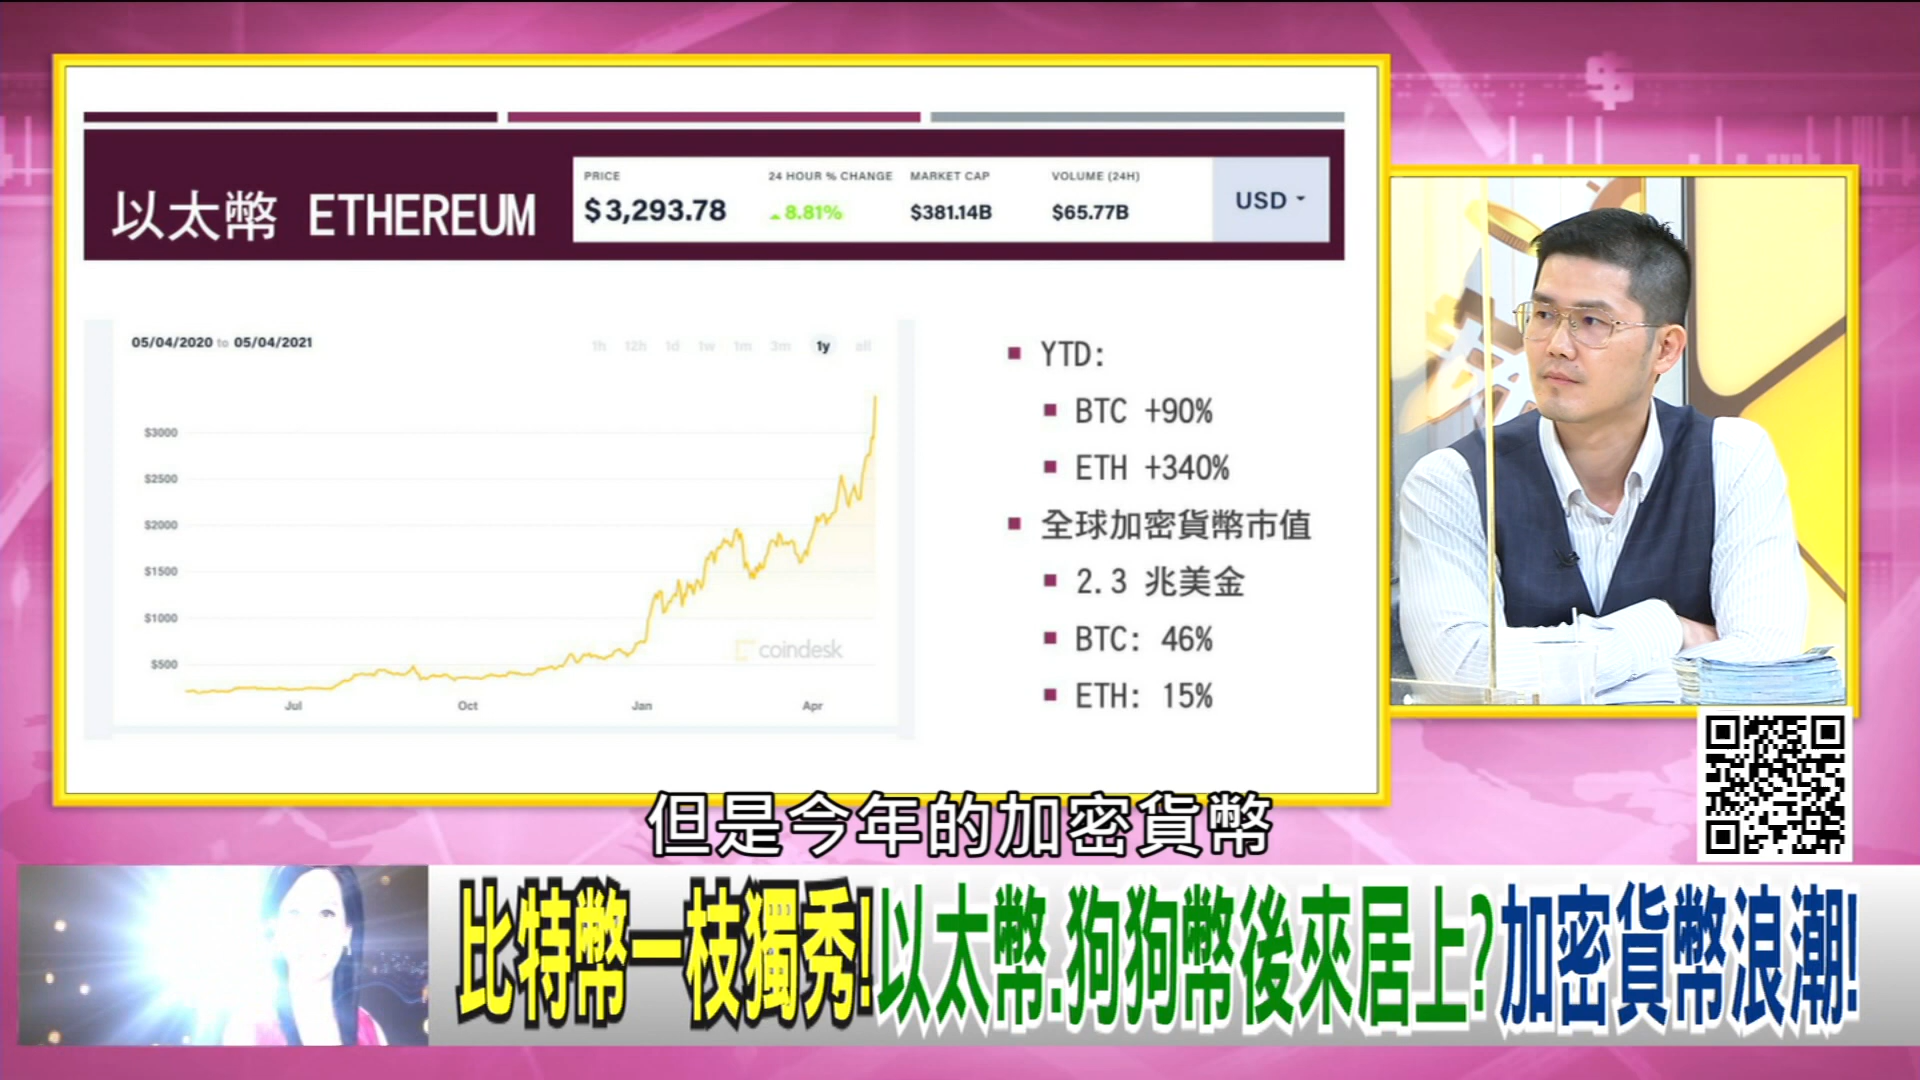 以太幣 ETHEREUM
PRICE
$3,293.78
24 HOUR % CHANGE
8.81%
MARKET CAP
$381.14B
VOLUME (24H)
$65.77B
USD
05/04/2020 to 05/04/2021
1h 12h 1d 1w 1m 3m 1y all
$3000
$2500
$2000
$1500
$1000
$500
Jul Oct Jan Apr
coindesk
YTD:
BTC +90%
ETH +340%
全球加密貨幣市值
2.3 兆美金
BTC: 46%
ETH: 15%
但是今年的加密貨幣
比特幣一枝獨秀!以太幣.狗狗幣後來居上?加密貨幣浪潮!